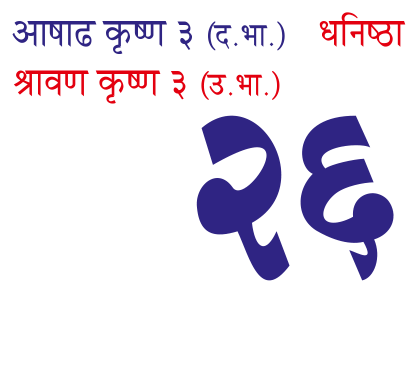 आषाढ कृष्ण ३ (द.भा.) धनिष्ठा
श्रावण कृष्ण ३ (उ.भा.)
२६